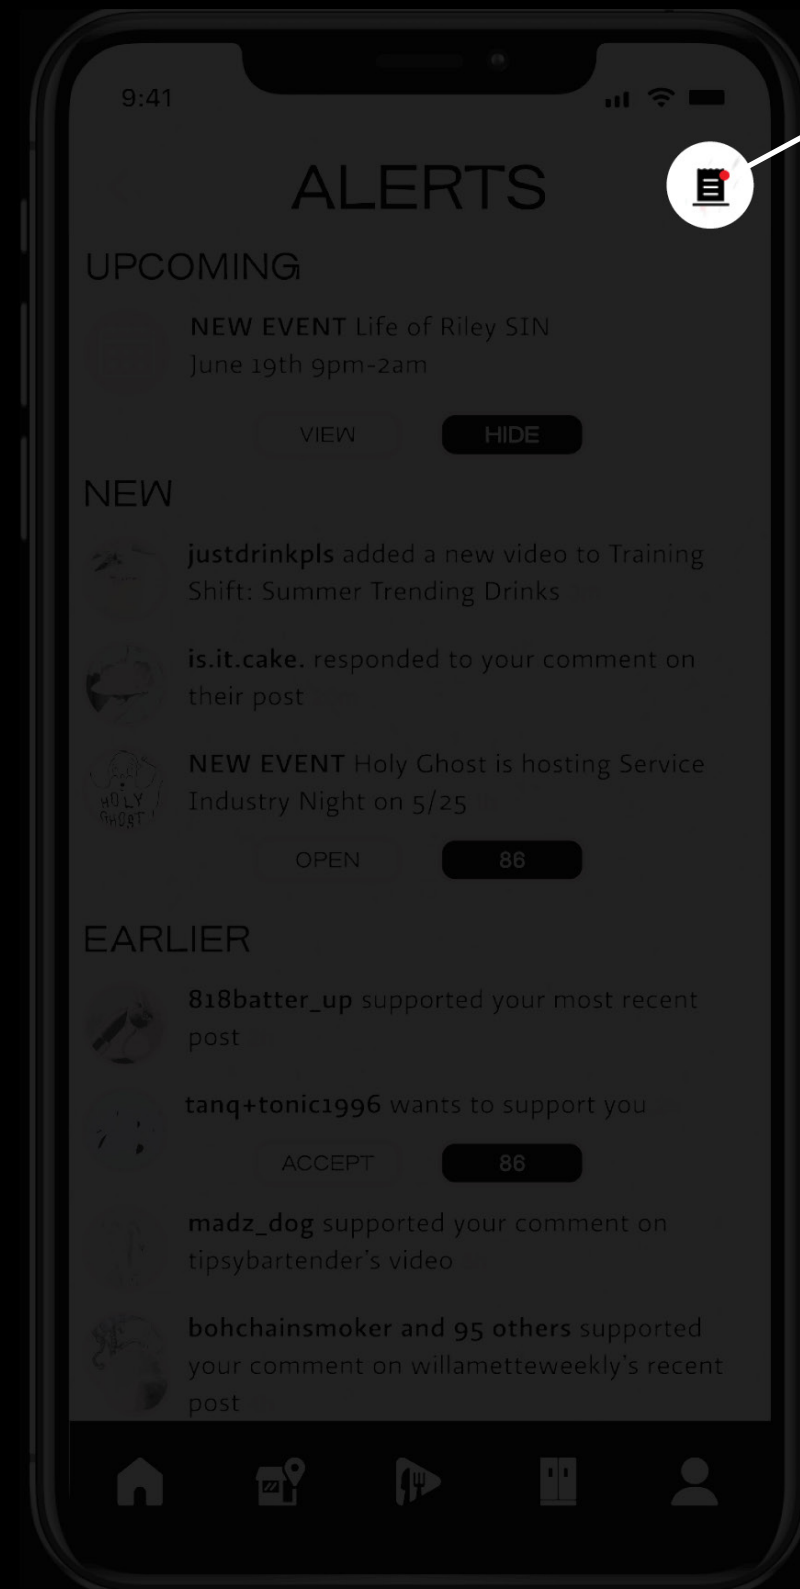 9:41
ALERTS
UPCOMING
NEW EVENT Life of Riley SIN
June 19th 9pm-2am
VIEW HIDE
NEW
justdrinkpls added a new video to Training
Shift: Summer Trending Drinks
is.it.cake. responded to your comment on
their post
HOLY
GHOST
NEW EVENT Holy Ghost is hosting Service
Industry Night on 5/25
OPEN 86
EARLIER
818batter_up supported your most recent
post
tanq+tonic1996 wants to support you
ACCEPT 86
madz_dog supported your comment on
tipsybartender's video
bohchainsmoker and 95 others supported
your comment on willametteweekly's recent
post